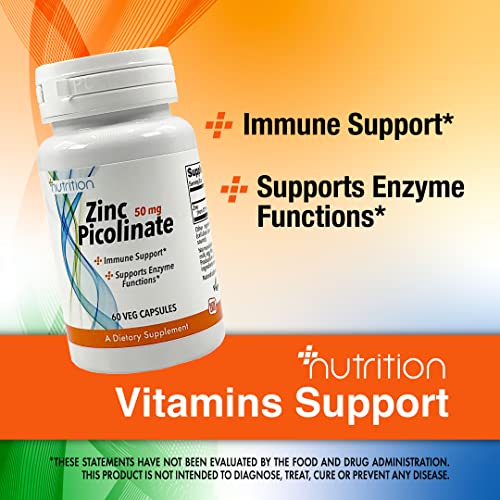 Immune Support*
Supports Enzyme
Functions*
nutrition
Zinc 50 mg
Picolinate
Immune Support*
Supports Enzyme
Functions*
60 VEG CAPSULES
A Dietary Supplement
nutrition
Vitamins Support
*THESE STATEMENTS HAVE NOT BEEN EVALUATED BY THE FOOD AND DRUG ADMINISTRATION.
THIS PRODUCT IS NOT INTENDED TO DIAGNOSE, TREAT, CURE OR PREVENT ANY DISEASE.